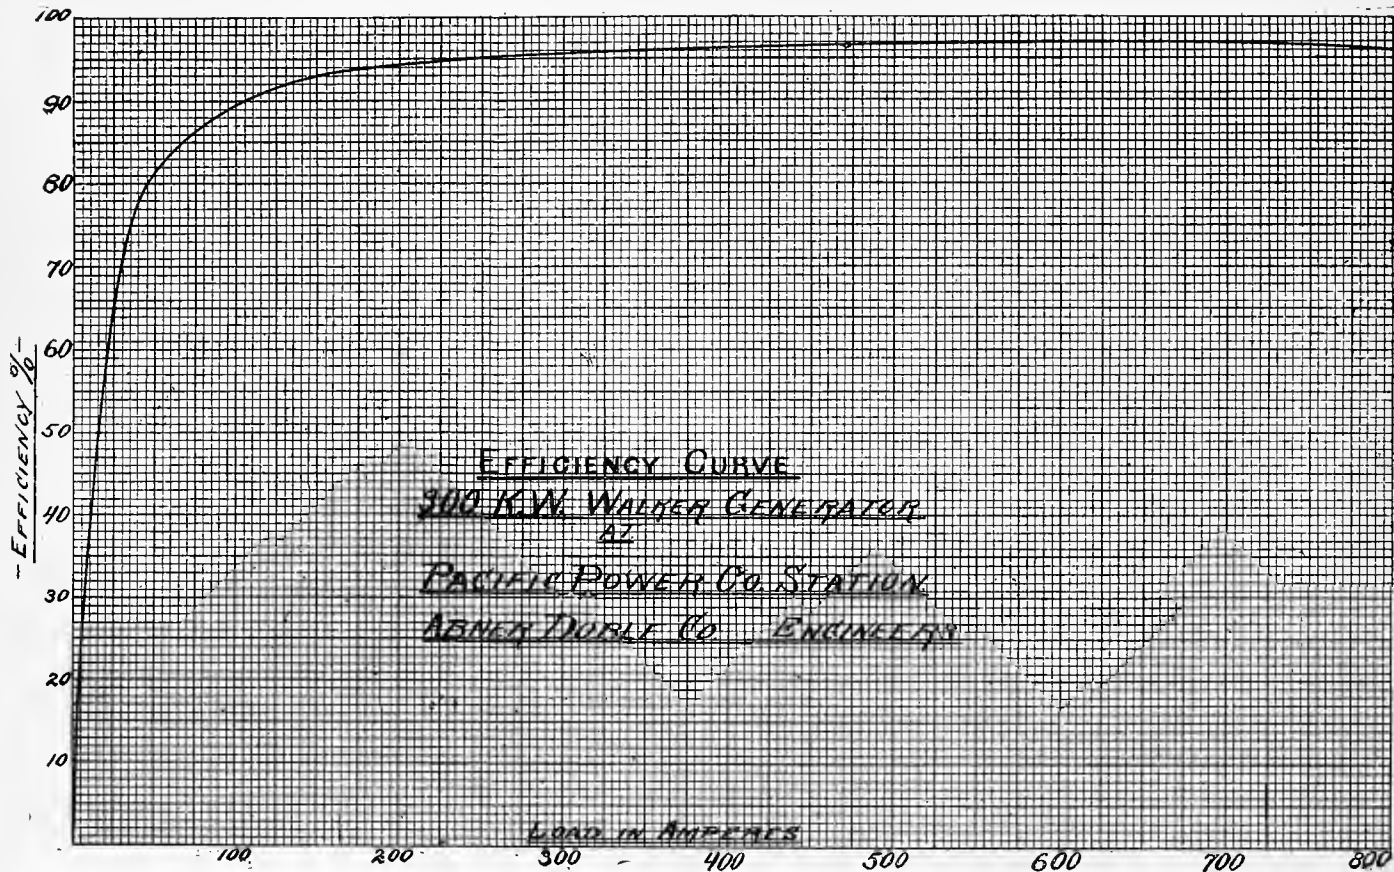 100
90
80
70
60
50
40
30
20
10
- EFFICIENCY % -
EFFICIENCY CURVE
900 K.W. WALKER GENERATOR
AT
PACIFIC POWER CO. STATION
ABNER DOBLE CO. ENGINEERS
LOAD IN AMPERES
100 200 300 400 500 600 700 800